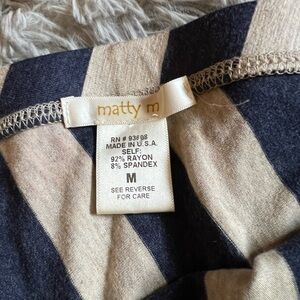 matty m
RN # 93898
MADE IN U.S.A.
SELF:
92% RAYON
8% SPANDEX
M
SEE REVERSE
FOR CARE